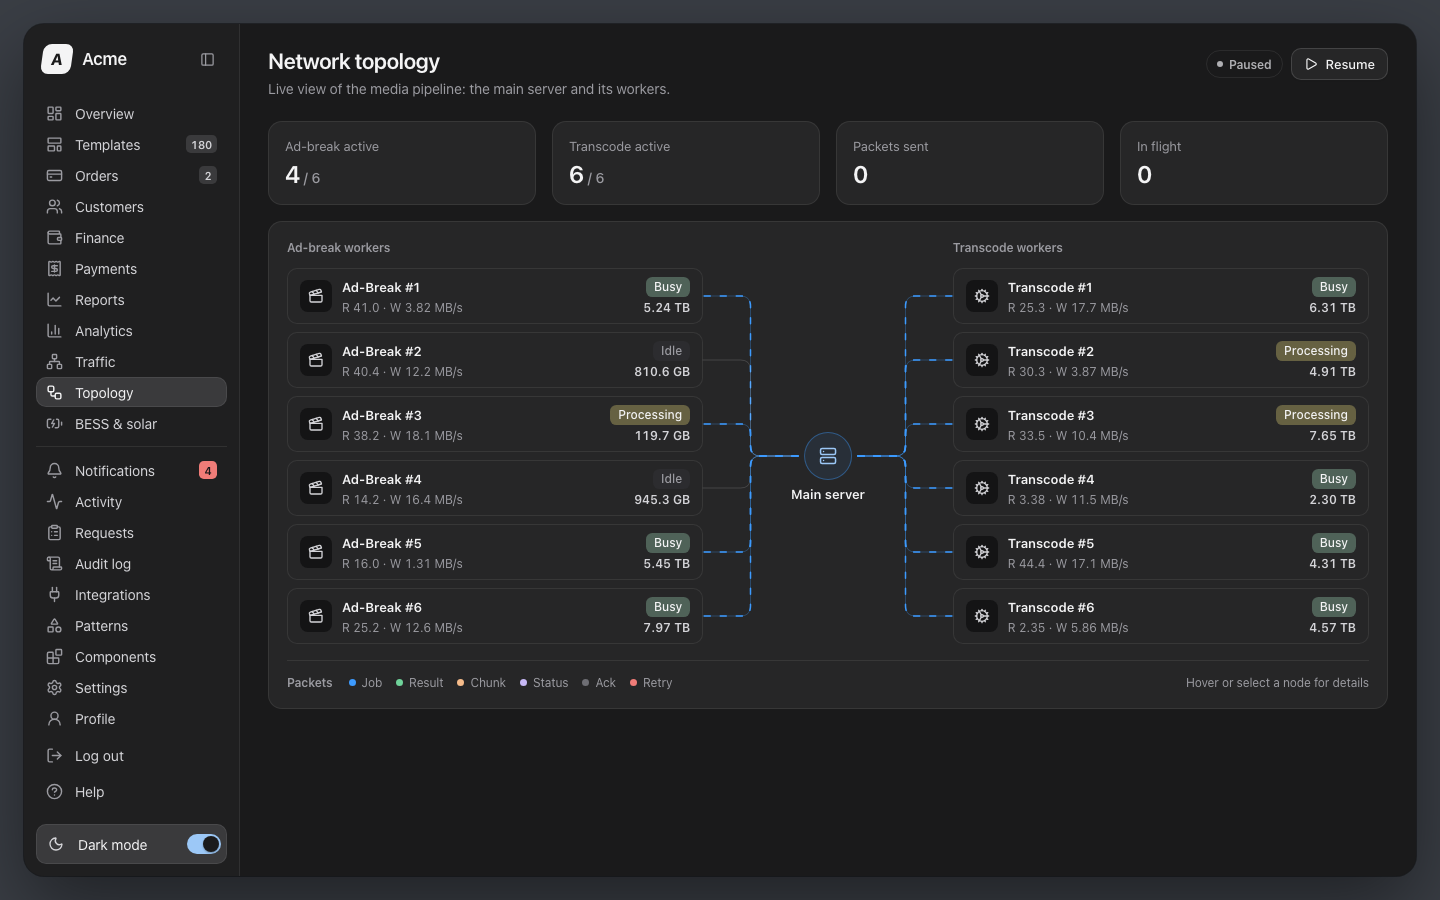 A Acme
Overview
Templates 180
Orders 2
Customers
Finance
Payments
Reports
Analytics
Traffic
Topology
BESS & solar
Notifications 4
Activity
Requests
Audit log
Integrations
Patterns
Components
Settings
Profile
Log out
Help
Dark mode
Network topology
Live view of the media pipeline: the main server and its workers.
Paused
Resume
Ad-break active
4 / 6
Transcode active
6 / 6
Packets sent
0
In flight
0
Ad-break workers
Ad-Break #1 Busy
R 41.0 · W 3.82 MB/s 5.24 TB
Ad-Break #2 Idle
R 40.4 · W 12.2 MB/s 810.6 GB
Ad-Break #3 Processing
R 38.2 · W 18.1 MB/s 119.7 GB
Ad-Break #4 Idle
R 14.2 · W 16.4 MB/s 945.3 GB
Ad-Break #5 Busy
R 16.0 · W 1.31 MB/s 5.45 TB
Ad-Break #6 Busy
R 25.2 · W 12.6 MB/s 7.97 TB
Main server
Transcode workers
Transcode #1 Busy
R 25.3 · W 17.7 MB/s 6.31 TB
Transcode #2 Processing
R 30.3 · W 3.87 MB/s 4.91 TB
Transcode #3 Processing
R 33.5 · W 10.4 MB/s 7.65 TB
Transcode #4 Busy
R 3.38 · W 11.5 MB/s 2.30 TB
Transcode #5 Busy
R 44.4 · W 17.1 MB/s 4.31 TB
Transcode #6 Busy
R 2.35 · W 5.86 MB/s 4.57 TB
Packets Job Result Chunk Status Ack Retry
Hover or select a node for details